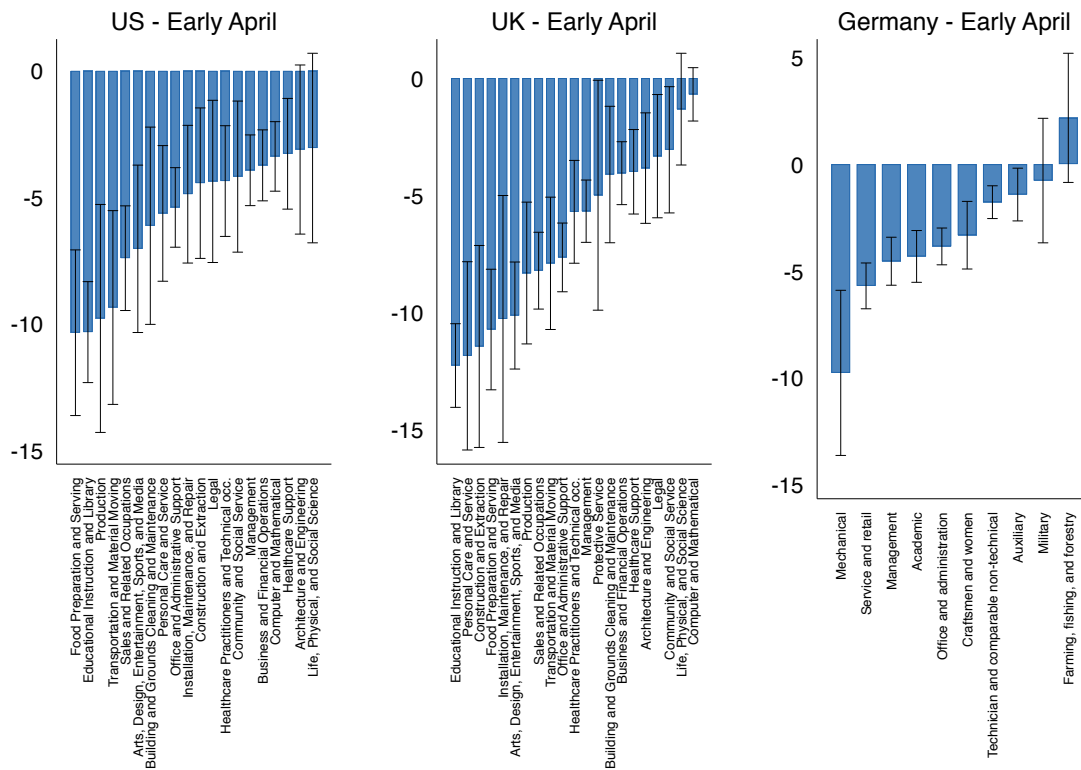 US - Early April
0
-5
-10
-15
Food Preparation and Serving
Educational Instruction and Library
Production
Transportation and Material Moving
Sales and Related Occupations
Arts, Design, Entertainment, Sports, and Media
Building and Grounds Cleaning and Maintenance
Personal Care and Service
Office and Administrative Support
Installation, Maintenance, and Repair
Construction and Extraction
Legal
Healthcare Practitioners and Technical occ.
Community and Social Service
Management
Business and Financial Operations
Computer and Mathematical
Healthcare Support
Architecture and Engineering
Life, Physical, and Social Science
UK - Early April
0
-5
-10
-15
Educational Instruction and Library
Personal Care and Service
Construction and Extraction
Food Preparation and Serving
Installation, Maintenance, and Repair
Arts, Design, Entertainment, Sports, and Media
Production
Sales and Related Occupations
Transportation and Material Moving
Office and Administrative Support
Healthcare Practitioners and Technical occ.
Management
Protective Service
Building and Grounds Cleaning and Maintenance
Business and Financial Operations
Healthcare Support
Architecture and Engineering
Legal
Community and Social Service
Life, Physical, and Social Science
Computer and Mathematical
Germany - Early April
5
0
-5
-10
-15
Mechanical
Service and retail
Management
Academic
Office and administration
Craftsmen and women
Technician and comparable non-technical
Auxiliary
Military
Farming, fishing, and forestry